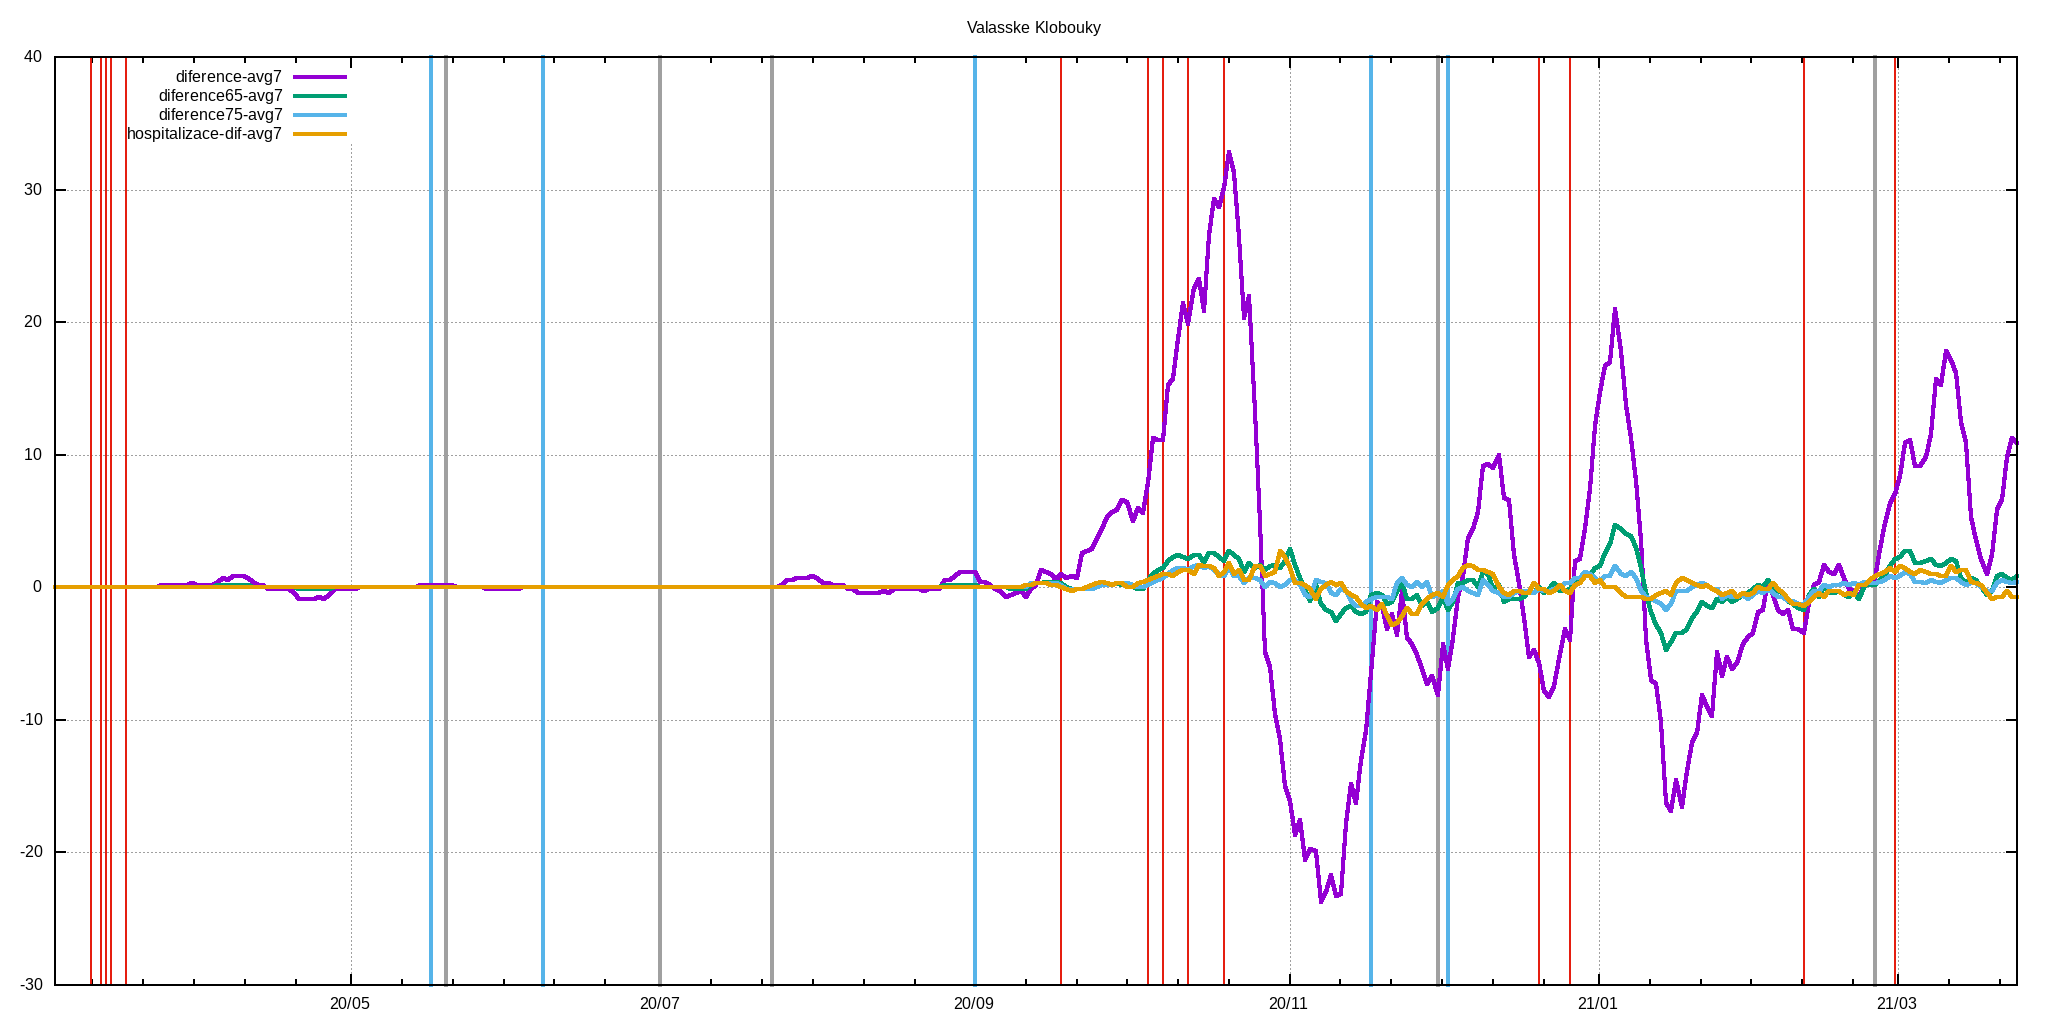 Valasske Klobouky
40
30
20
10
0
-10
-20
-30
diference-avg7
diference65-avg7
diference75-avg7
hospitalizace-dif-avg7
20/05 20/07 20/09 20/11 21/01 21/03